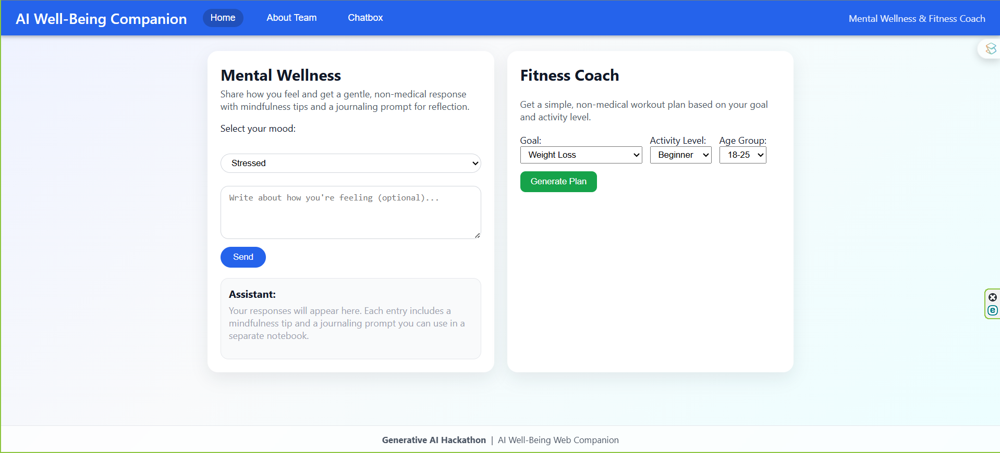 AI Well-Being Companion
Home
About Team
Chatbox
Mental Wellness & Fitness Coach
Mental Wellness
Share how you feel and get a gentle, non-medical response
with mindfulness tips and a journaling prompt for reflection.
Select your mood:
Stressed
Write about how you're feeling (optional)...
Send
Assistant:
Your responses will appear here. Each entry includes a
mindfulness tip and a journaling prompt you can use in a
separate notebook.
Fitness Coach
Get a simple, non-medical workout plan based on your goal
and activity level.
Goal:
Weight Loss
Activity Level:
Beginner
Age Group:
18-25
Generate Plan
Generative AI Hackathon | AI Well-Being Web Companion